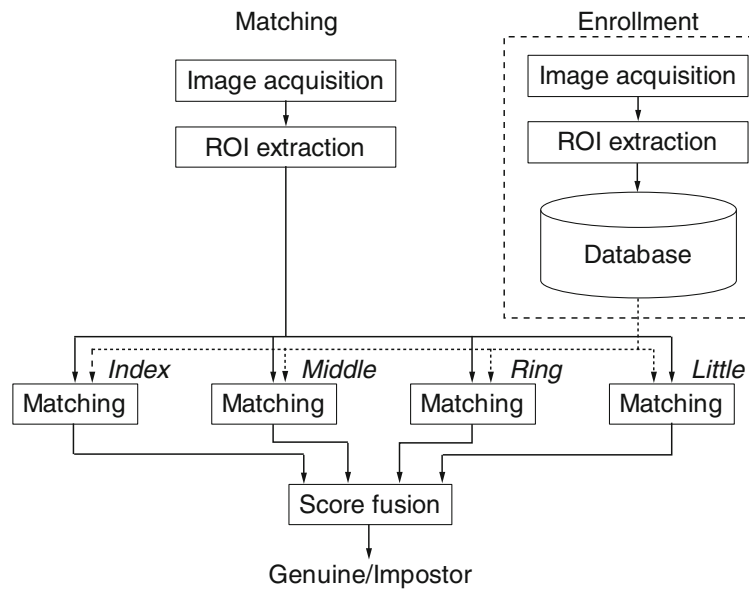 Matching
Enrollment
Image acquisition
Image acquisition
ROI extraction
ROI extraction
Database
Index
Middle
Ring
Little
Matching
Matching
Matching
Matching
Score fusion
Genuine/Impostor